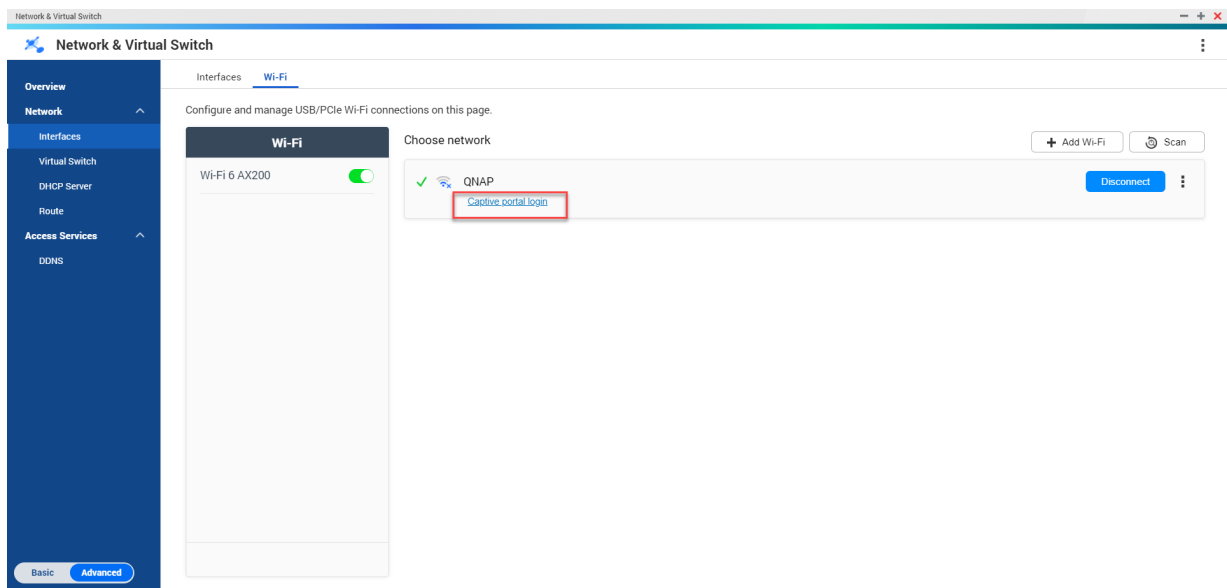 Network & Virtual Switch
Network & Virtual Switch
Overview
Network
Interfaces
Virtual Switch
DHCP Server
Route
Access Services
DDNS
Basic Advanced
Interfaces Wi-Fi
Configure and manage USB/PCIe Wi-Fi connections on this page.
Wi-Fi
Wi-Fi 6 AX200
Choose network
Add Wi-Fi Scan
QNAP
Captive portal login
Disconnect